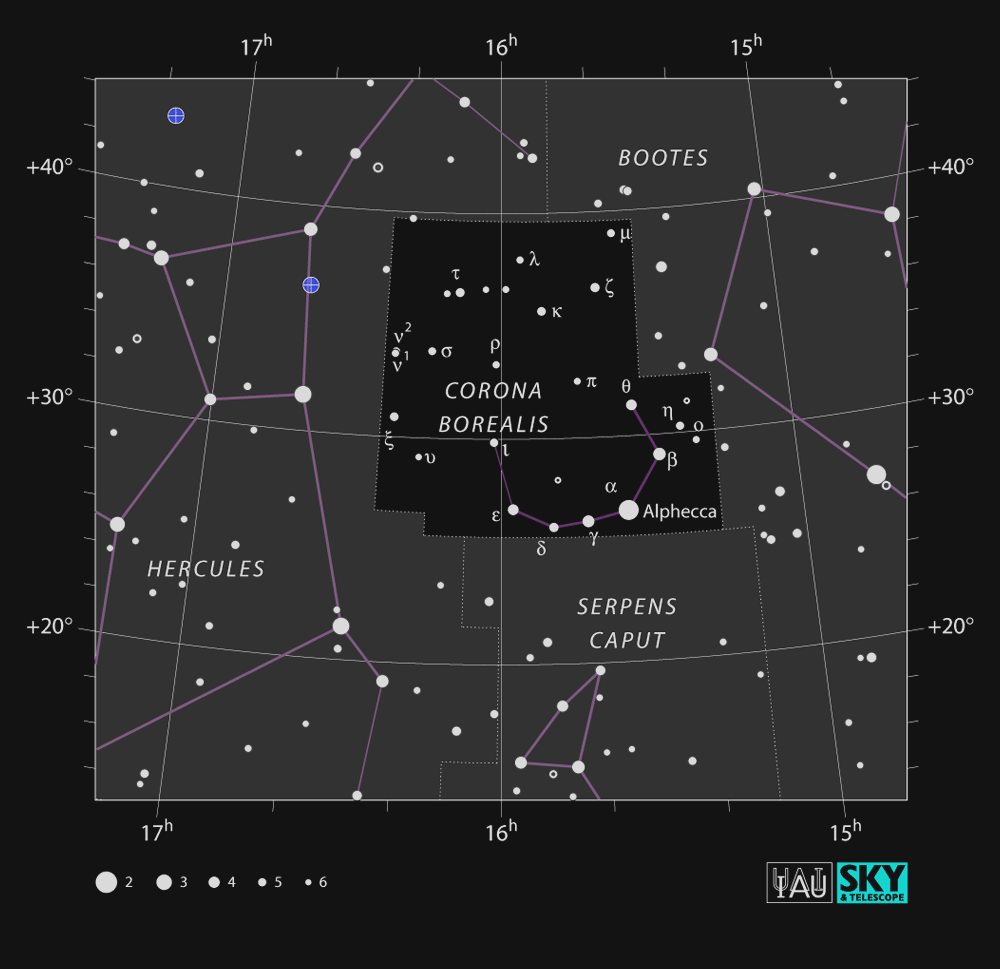 17h 16h 15h
+40° BOOTES +40°
μ
λ
τ
ζ
κ
ν2
ν1 σ ρ
π
+30° CORONA θ +30°
BOREALIS η ο
ξ ι
υ β
α
ε Alphecca
δ γ
HERCULES
SERPENS
+20° CAPUT +20°
17h 16h 15h
2 3 4 5 6
IAU SKY
& TELESCOPE